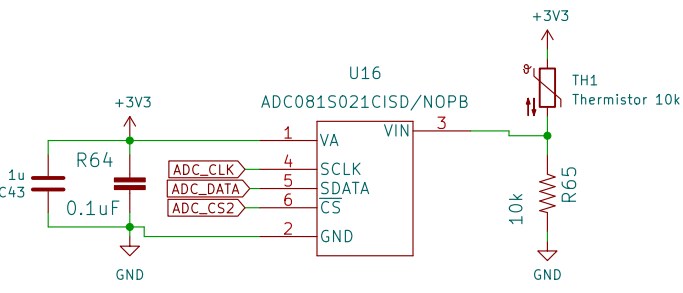 +3V3
U16
TH1
ADC081S021CISD/NOPB
Thermistor 10k
+3V3
1
VA
VIN
3
R64
1u
C43
ADC_CLK
4
SCLK
ADC_DATA
5
SDATA
R65
10k
0.1uF
ADC_CS2
6
CS
2
GND
GND
GND